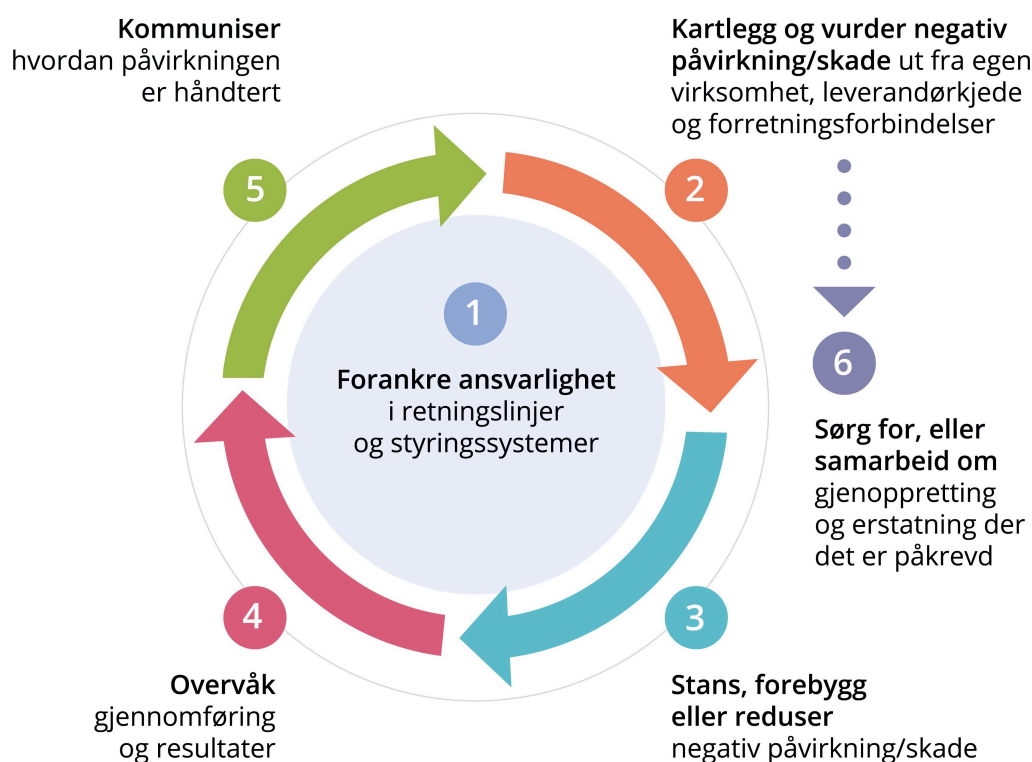 Kommuniser
hvordan påvirkningen
er håndtert
5
Kartlegg og vurder negativ
påvirkning/skade ut fra egen
virksomhet, leverandørkjede
og forretningsforbindelser
2
1
Forankre ansvarlighet
i retningslinjer
og styringssystemer
6
Sørg for, eller
samarbeid om
gjenoppretting
og erstatning der
det er påkrevd
4
Overvåk
gjennomføring
og resultater
3
Stans, forebygg
eller reduser
negativ påvirkning/skade